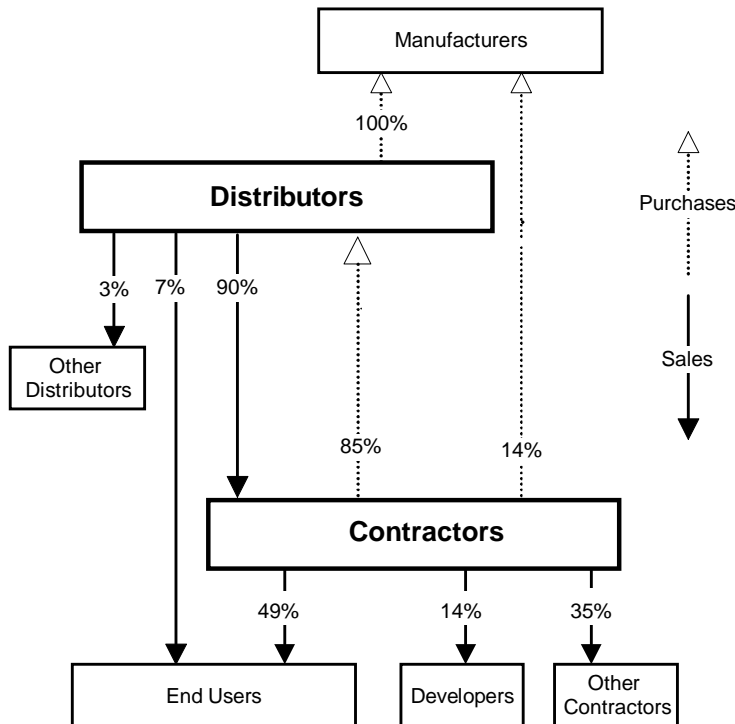 Manufacturers
100%
Distributors
Purchases
3%
7%
90%
Other
Distributors
Sales
85%
14%
Contractors
49%
14%
35%
End Users
Developers
Other
Contractors